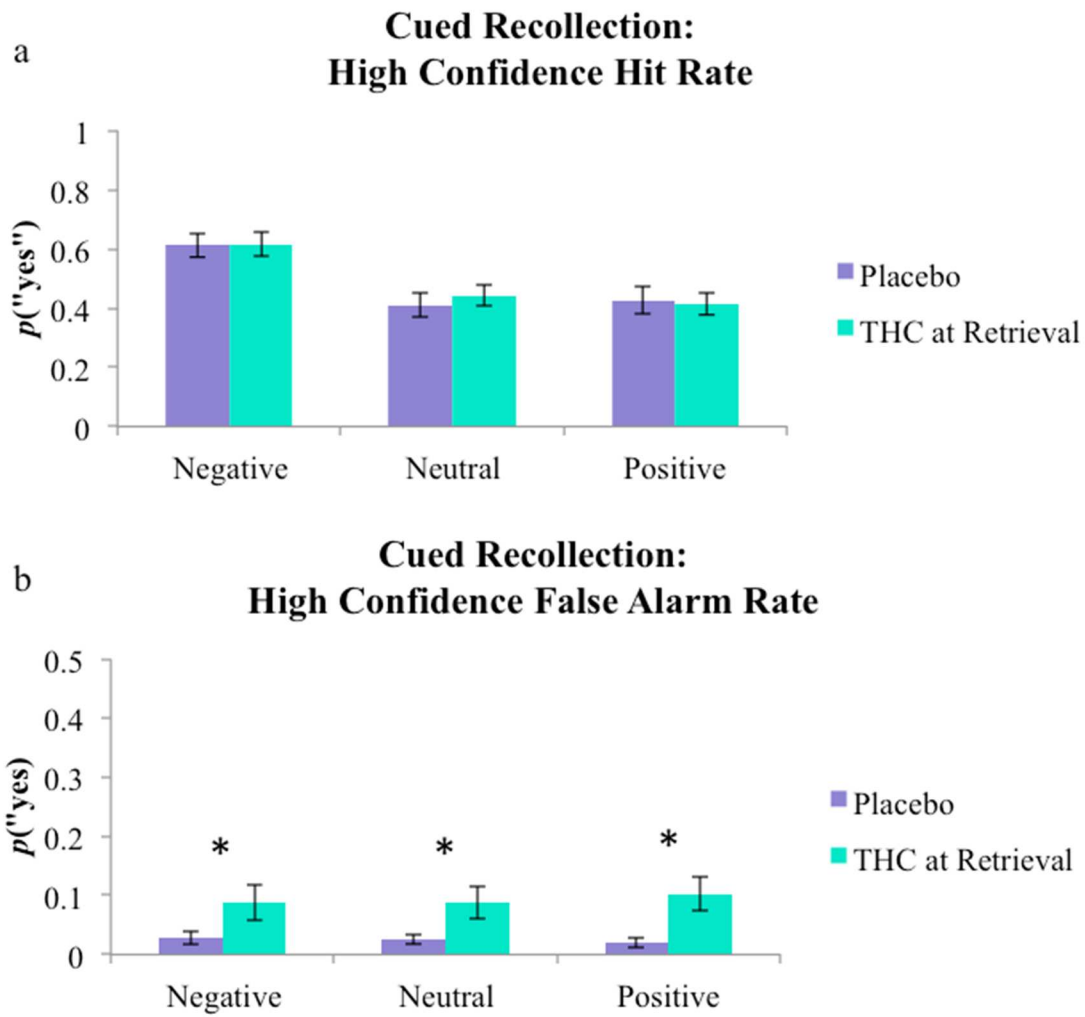 a
Cued Recollection:
High Confidence Hit Rate
p("yes")
1
0.8
0.6
0.4
0.2
0
Negative Neutral Positive
Placebo
THC at Retrieval
b
Cued Recollection:
High Confidence False Alarm Rate
p("yes)
0.5
0.4
0.3
0.2
0.1
0
* * *
Negative Neutral Positive
Placebo
THC at Retrieval